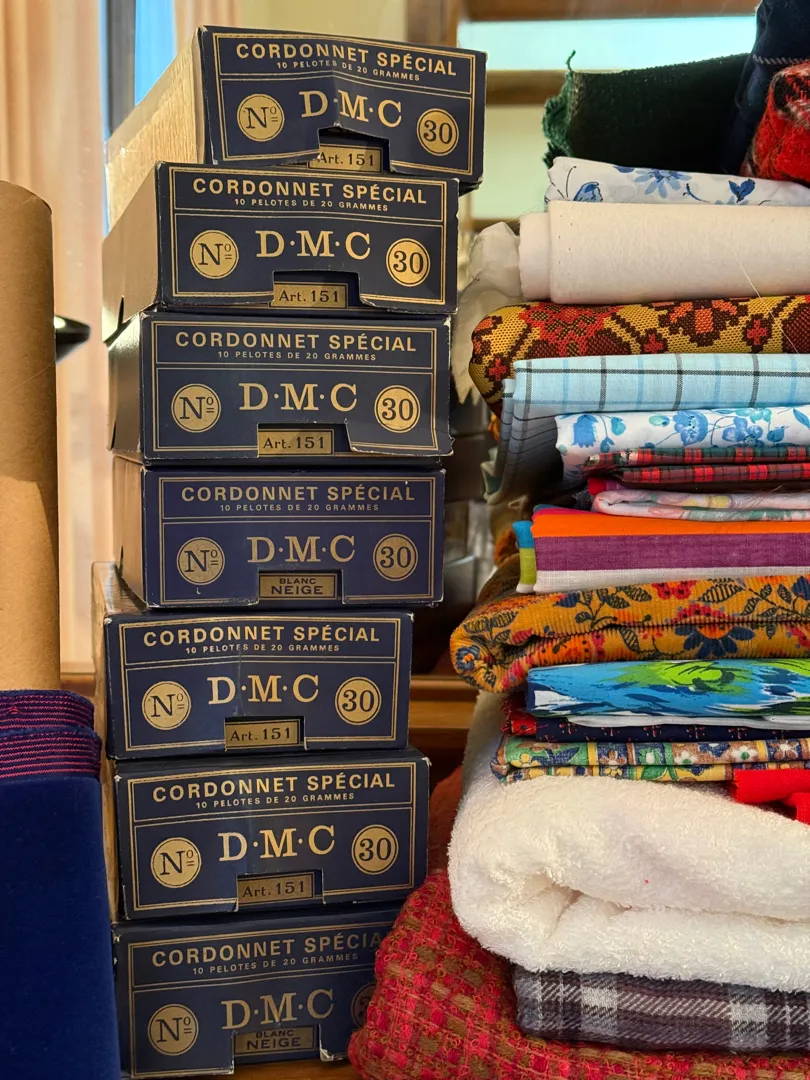 CORDONNET SPÉCIAL
10 PELOTES DE 20 GRAMMES
Nº D·M·C 30
Art. 151
CORDONNET SPÉCIAL
10 PELOTES DE 20 GRAMMES
Nº D·M·C 30
Art. 151
CORDONNET SPÉCIAL
10 PELOTES DE 20 GRAMMES
Nº D·M·C 30
Art. 151
CORDONNET SPÉCIAL
10 PELOTES DE 20 GRAMMES
Nº D·M·C 30
BLANC
NEIGE
CORDONNET SPÉCIAL
10 PELOTES DE 20 GRAMMES
Nº D·M·C 30
Art. 151
CORDONNET SPÉCIAL
10 PELOTES DE 20 GRAMMES
Nº D·M·C 30
Art. 151
CORDONNET SPÉCIA
10 PELOTES DE 20 GRAMMES
Nº D·M·C
BLANC
NEIGE